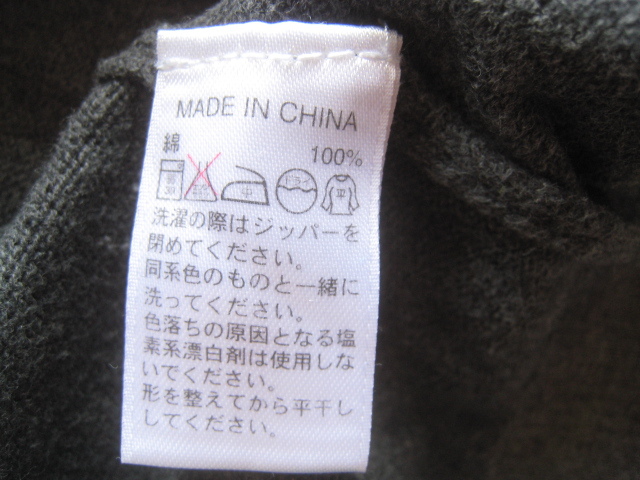 MADE IN CHINA
綿 100%
中 平
洗濯の際はジッパーを
閉めてください。
同系色のものと一緒に
洗ってください。
色落ちの原因となる塩
素系漂白剤は使用しな
いでください。
形を整えてから平干し
してください。